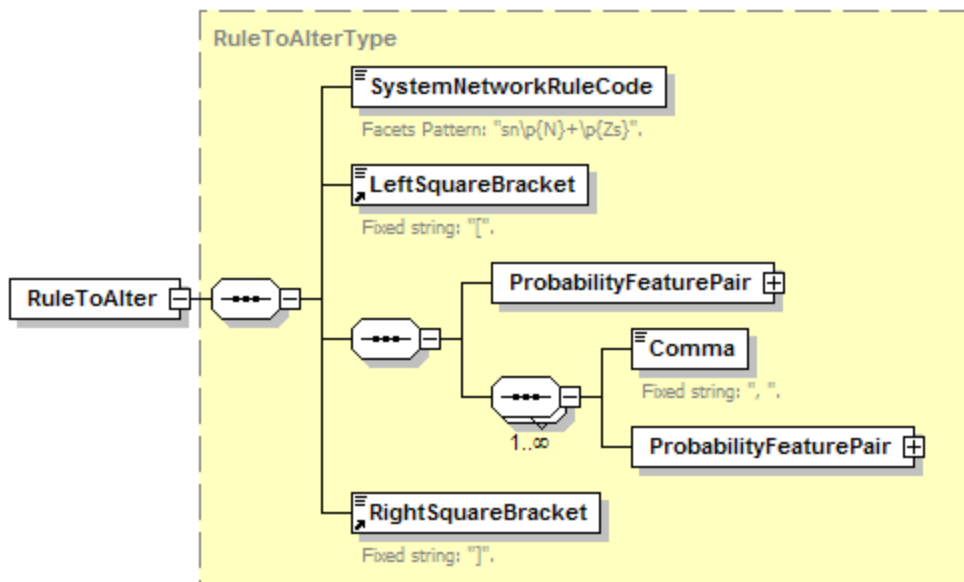 RuleToAlterType
SystemNetworkRuleCode
Facets Pattern: "sn\p{N}+\p{Zs}".
LeftSquareBracket
Fixed string: "[".
ProbabilityFeaturePair
RuleToAlter
Comma
Fixed string: ", ".
1..∞
ProbabilityFeaturePair
RightSquareBracket
Fixed string: "]".